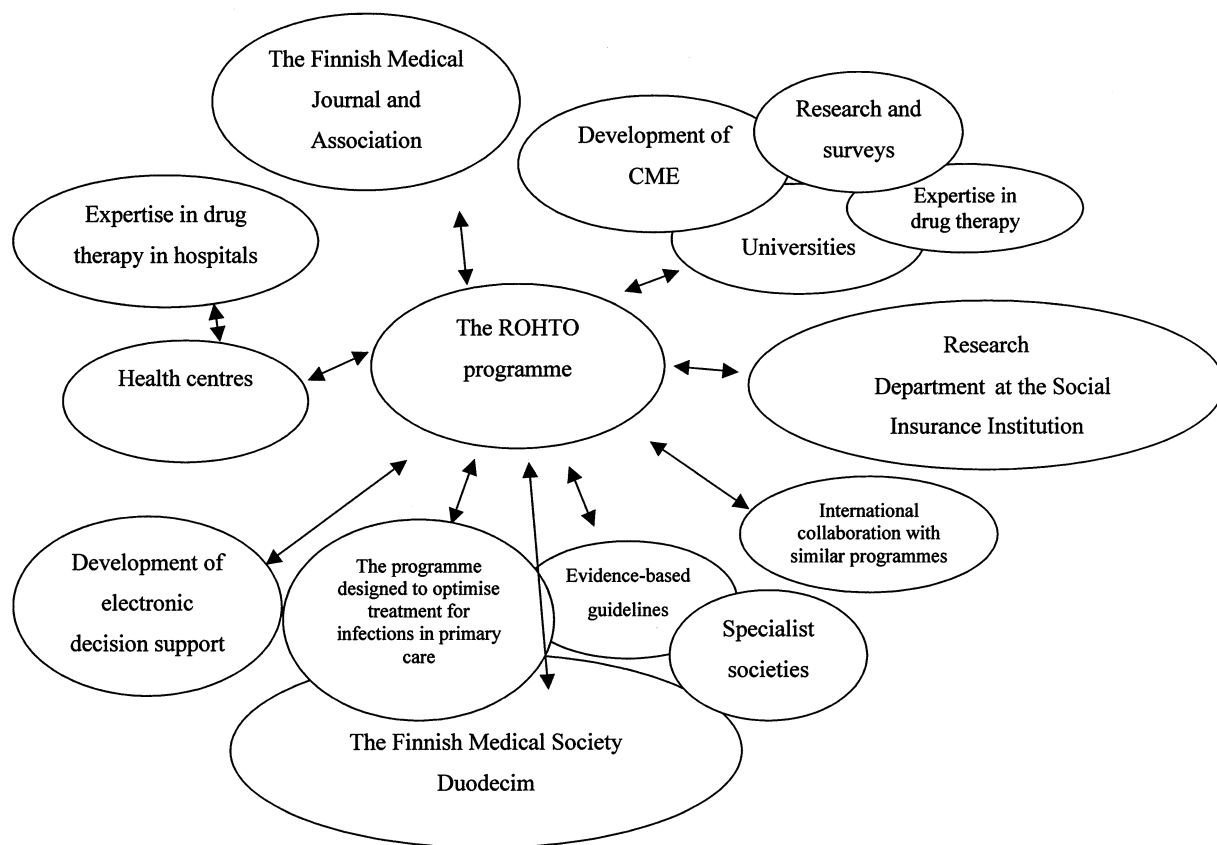 The Finnish Medical
Journal and
Association
Development of
CME
Research and
surveys
Expertise in
drug therapy
Universities
Expertise in drug
therapy in hospitals
The ROHTO
programme
Health centres
Research
Department at the Social
Insurance Institution
International
collaboration with
similar programmes
Development of
electronic
decision support
The programme
designed to optimise
treatment for
infections in primary
care
Evidence-based
guidelines
Specialist
societies
The Finnish Medical Society
Duodecim